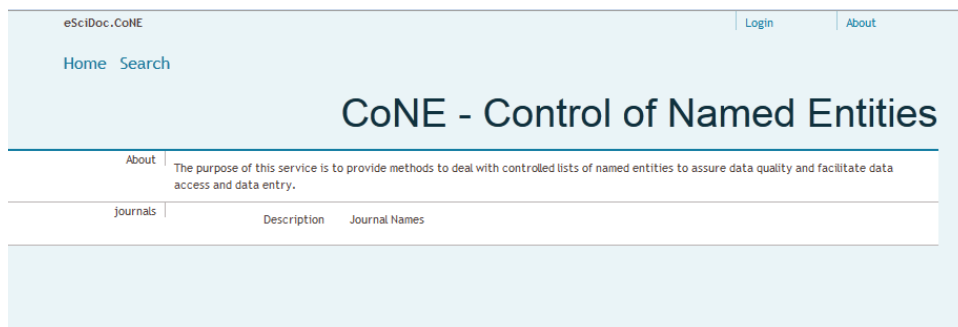 eSciDoc.CoNE
Login
About
Home Search
CoNE - Control of Named Entities
About
The purpose of this service is to provide methods to deal with controlled lists of named entities to assure data quality and facilitate data
access and data entry.
journals
Description Journal Names